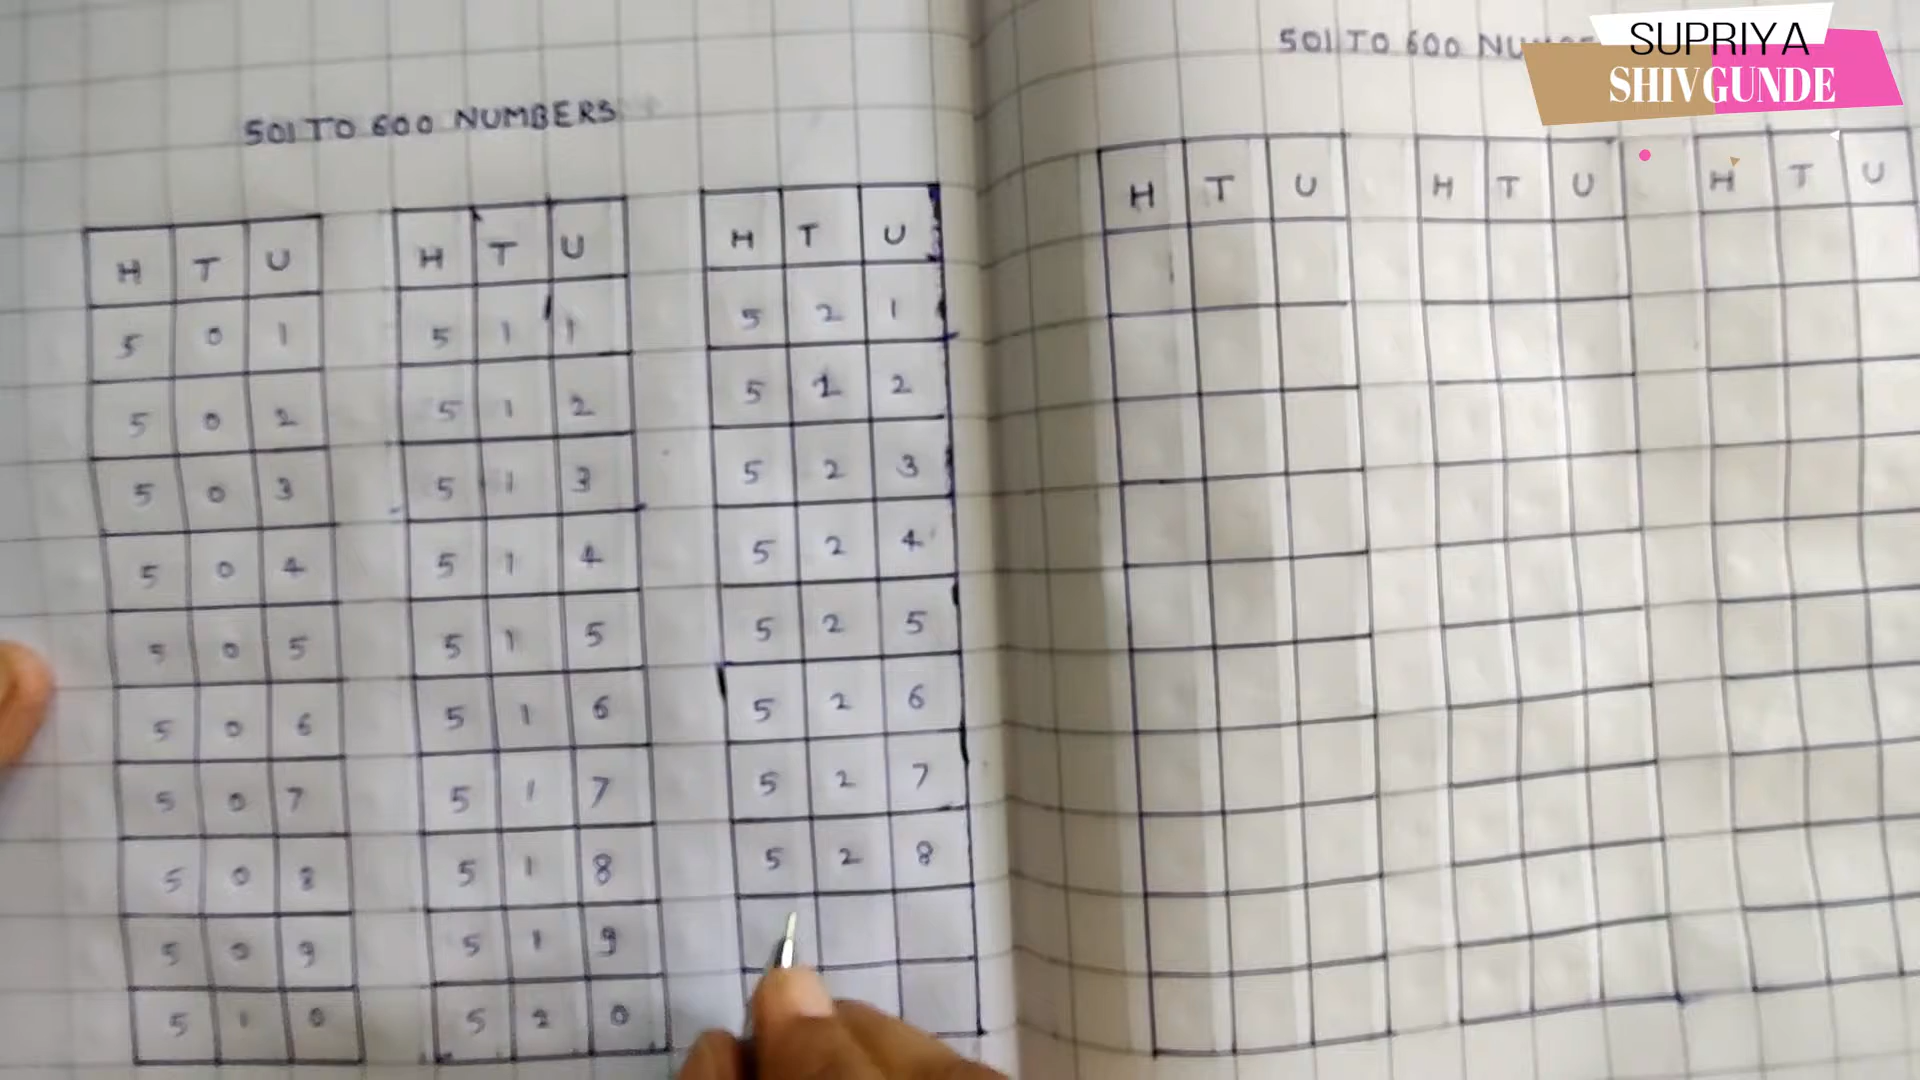 501 TO 600 NUMBERS
H T U
5 0 1
5 0 2
5 0 3
5 0 4
5 0 5
5 0 6
5 0 7
5 0 8
5 0 9
5 1 0
H T U
5 1 1
5 1 2
5 1 3
5 1 4
5 1 5
5 1 6
5 1 7
5 1 8
5 1 9
5 2 0
H T U
5 2 1
5 2 2
5 2 3
5 2 4
5 2 5
5 2 6
5 2 7
5 2 8
501 TO 600
H T U
H T U
H T U
SUPRIYA
SHIVGUNDE